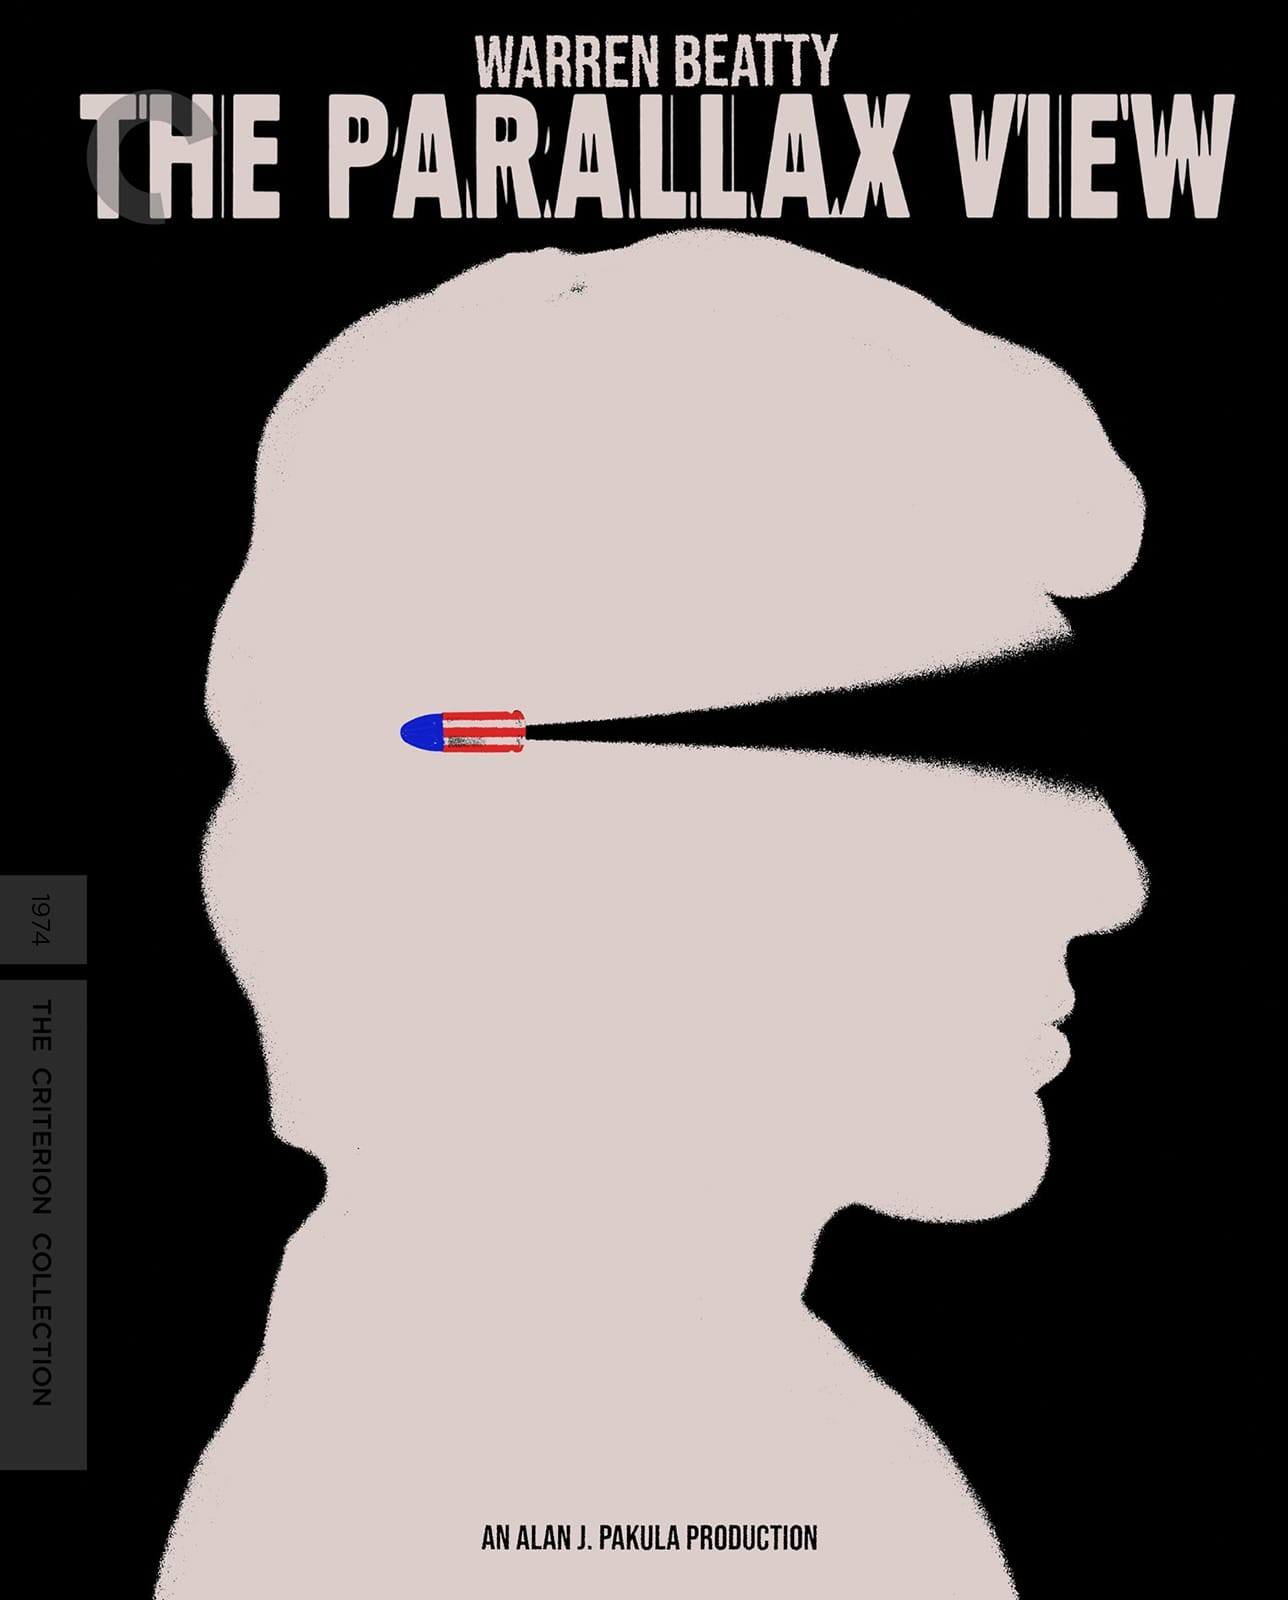 WARREN BEATTY
THE PARALLAX VIEW
1974
THE CRITERION COLLECTION
AN ALAN J. PAKULA PRODUCTION